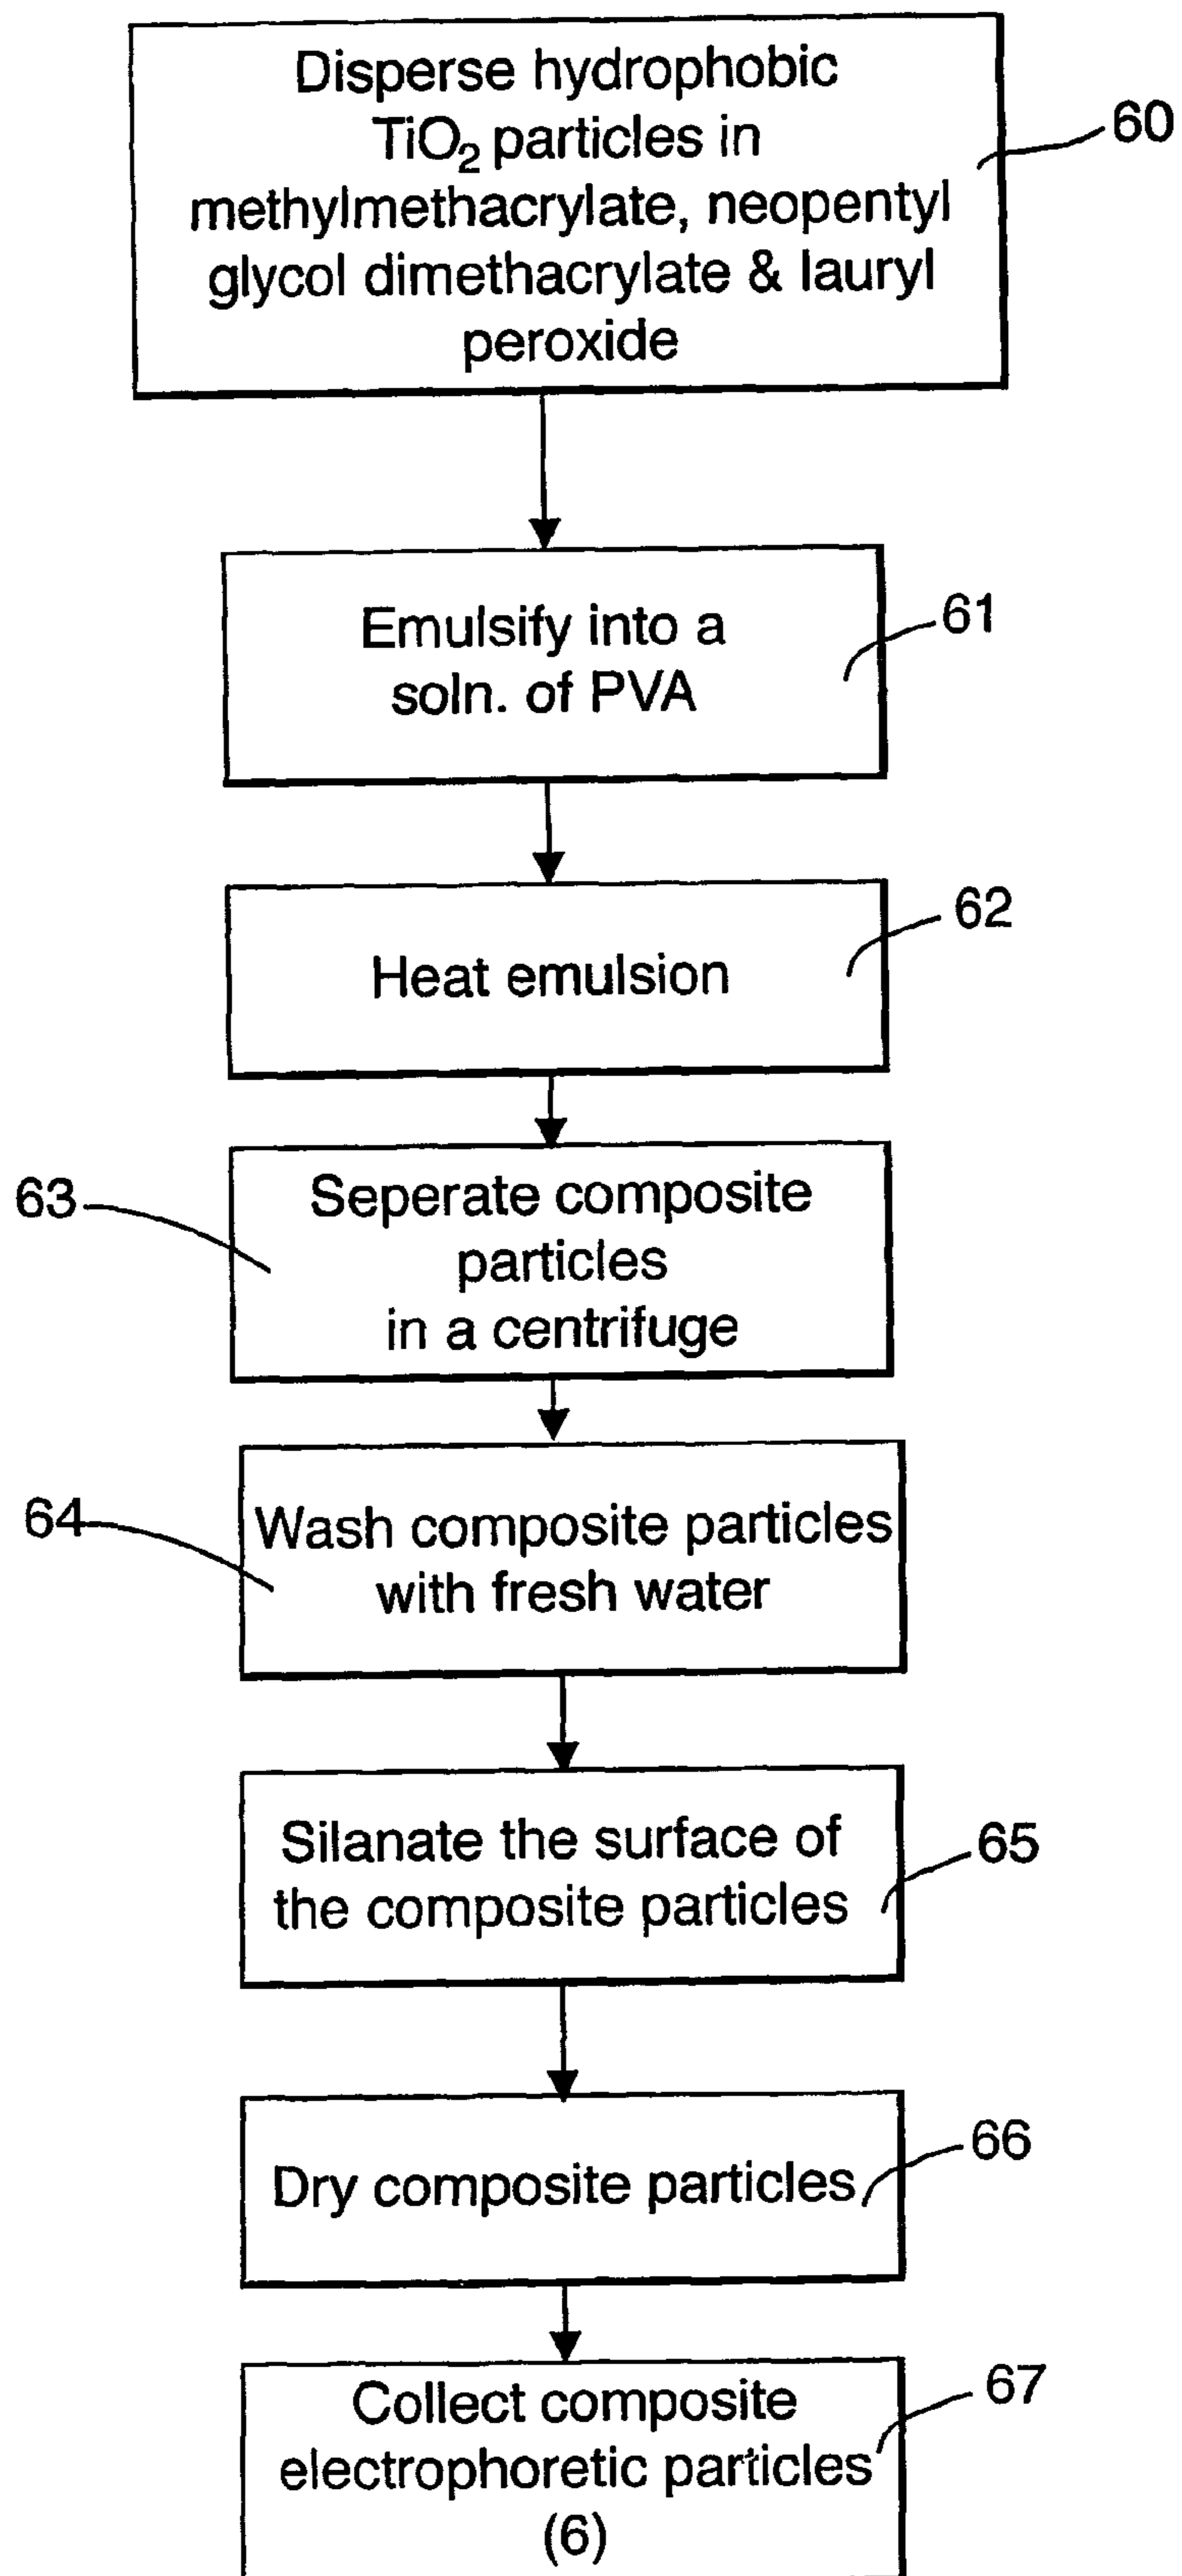 Disperse hydrophobic
TiO2 particles in
methylmethacrylate, neopentyl
glycol dimethacrylate & lauryl
peroxide
60
Emulsify into a
soln. of PVA
61
Heat emulsion
62
63
Seperate composite
particles
in a centrifuge
64
Wash composite particles
with fresh water
Silanate the surface of
the composite particles
65
Dry composite particles
66
Collect composite
electrophoretic particles
(6)
67